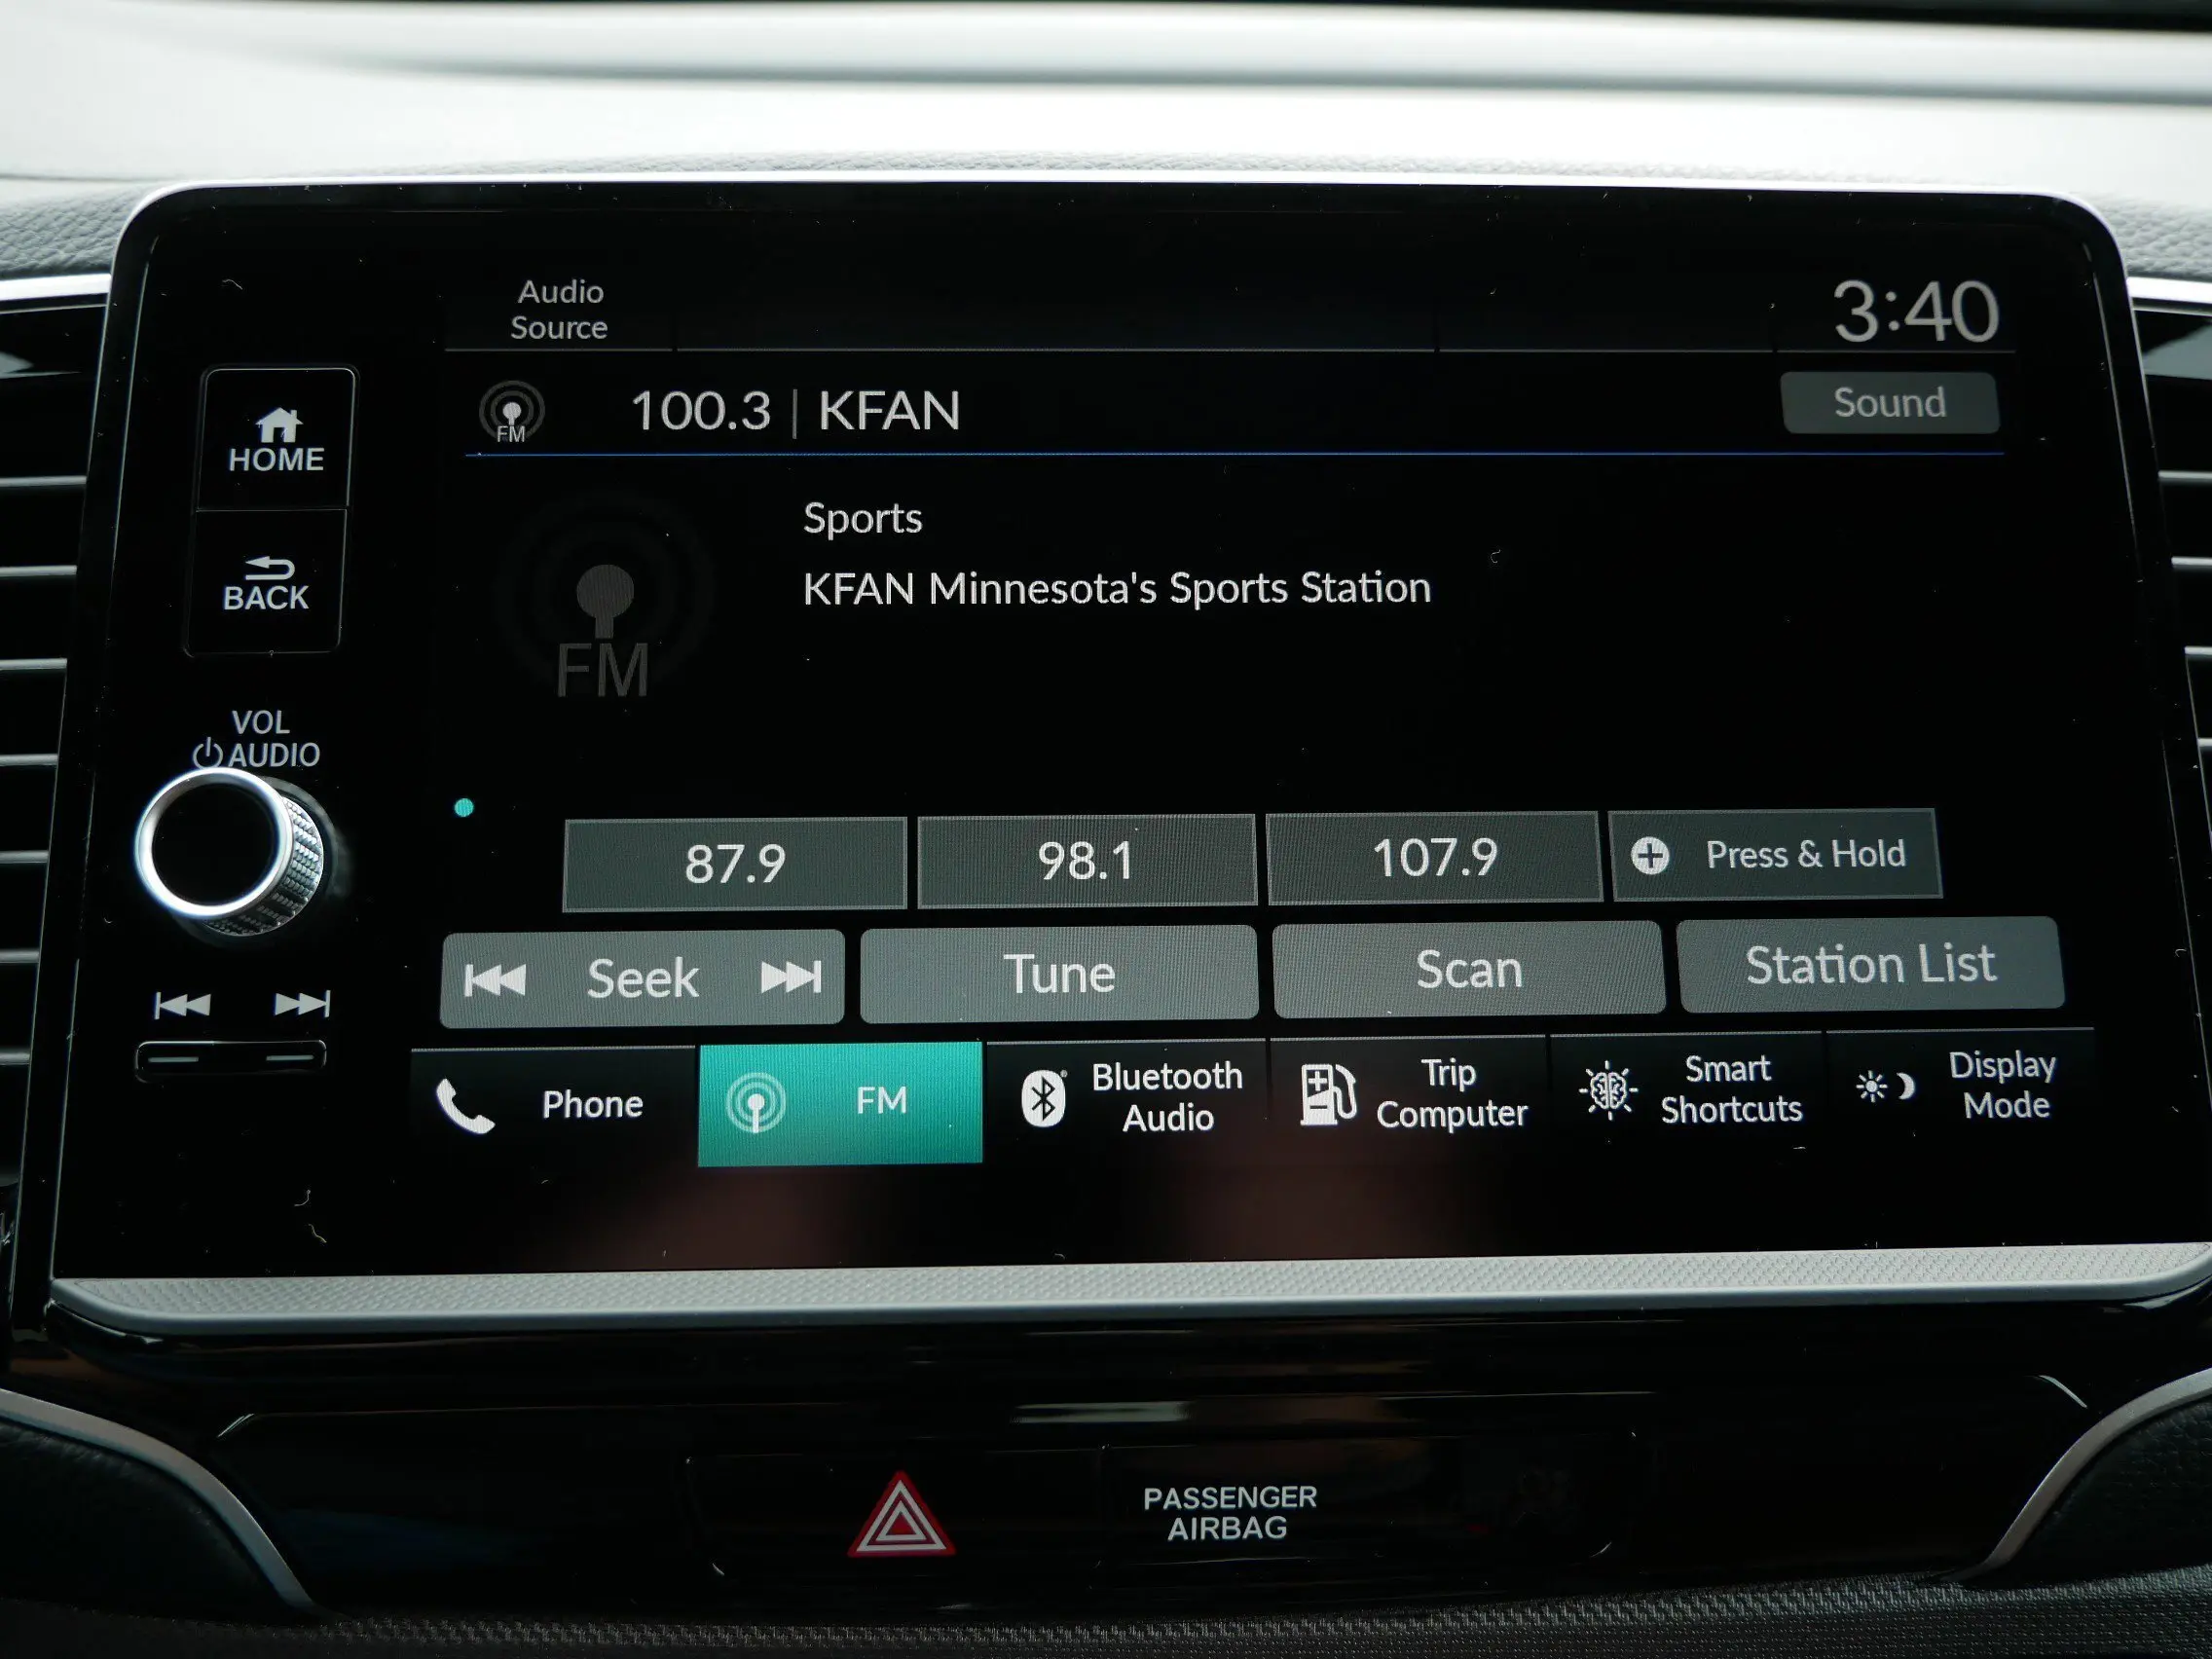 Audio
Source
3:40
FM
100.3 | KFAN
Sound
HOME
BACK
Sports
KFAN Minnesota's Sports Station
FM
VOL
AUDIO
87.9
98.1
107.9
Press & Hold
Seek
Tune
Scan
Station List
Phone
FM
Bluetooth
Audio
Trip
Computer
Smart
Shortcuts
Display
Mode
PASSENGER
AIRBAG